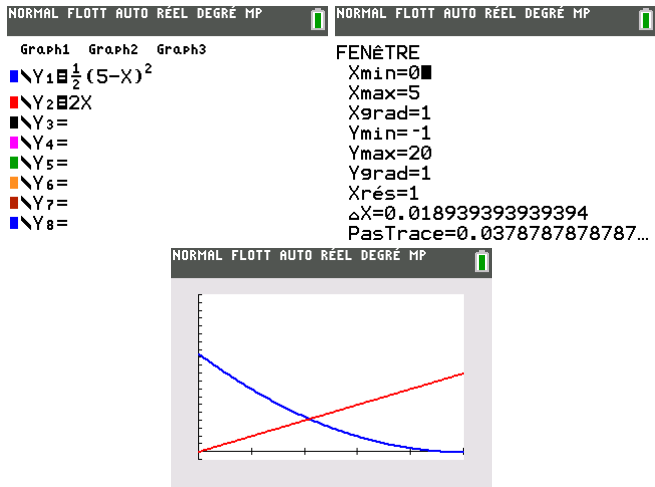 NORMAL FLOTT AUTO RÉEL DEGRÉ MP
Graph1 Graph2 Graph3
\Y1=1/2(5-X)²
\Y2=2X
\Y3=
\Y4=
\Y5=
\Y6=
\Y7=
\Y8=
NORMAL FLOTT AUTO RÉEL DEGRÉ MP
FENÊTRE
Xmin=0
Xmax=5
Xgrad=1
Ymin=-1
Ymax=20
Ygrad=1
Xrés=1
△X=0.018939393939394
PasTrace=0.0378787878787…
NORMAL FLOTT AUTO RÉEL DEGRÉ MP